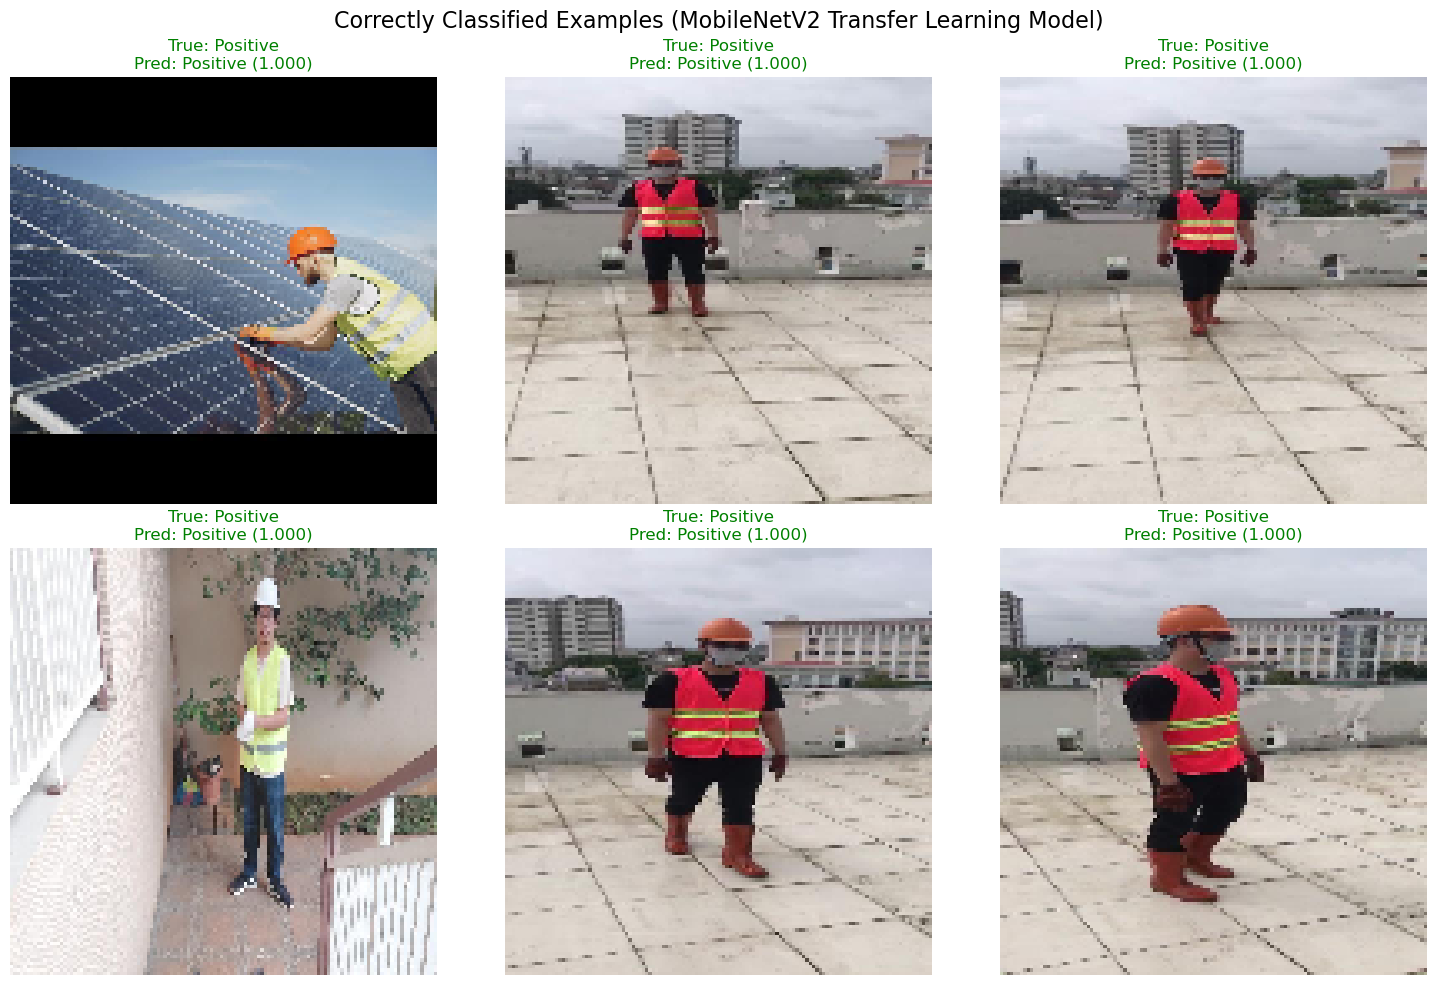 Correctly Classified Examples (MobileNetV2 Transfer Learning Model)
True: Positive
Pred: Positive (1.000)
True: Positive
Pred: Positive (1.000)
True: Positive
Pred: Positive (1.000)
True: Positive
Pred: Positive (1.000)
True: Positive
Pred: Positive (1.000)
True: Positive
Pred: Positive (1.000)